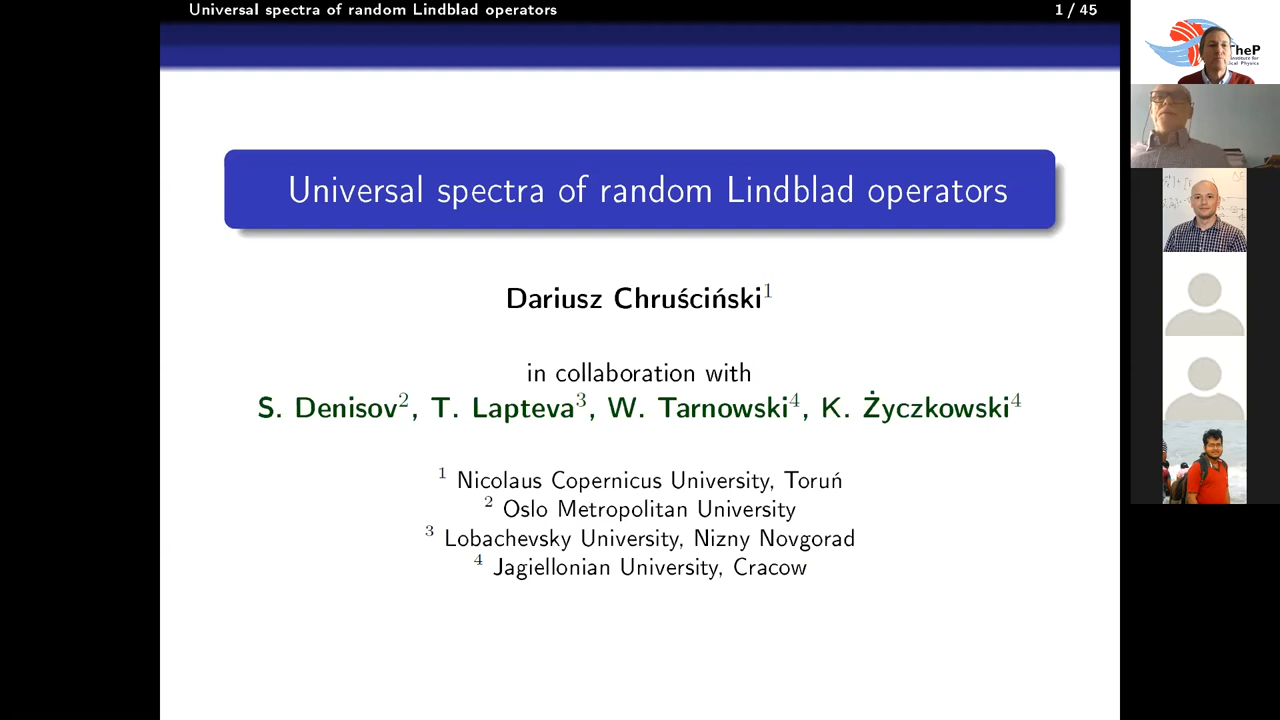 Universal spectra of random Lindblad operators 1 / 45
Universal spectra of random Lindblad operators
Dariusz Chruściński1
in collaboration with
S. Denisov2, T. Lapteva3, W. Tarnowski4, K. Życzkowski4
1 Nicolaus Copernicus University, Toruń
2 Oslo Metropolitan University
3 Lobachevsky University, Nizny Novgorad
4 Jagiellonian University, Cracow
TheP